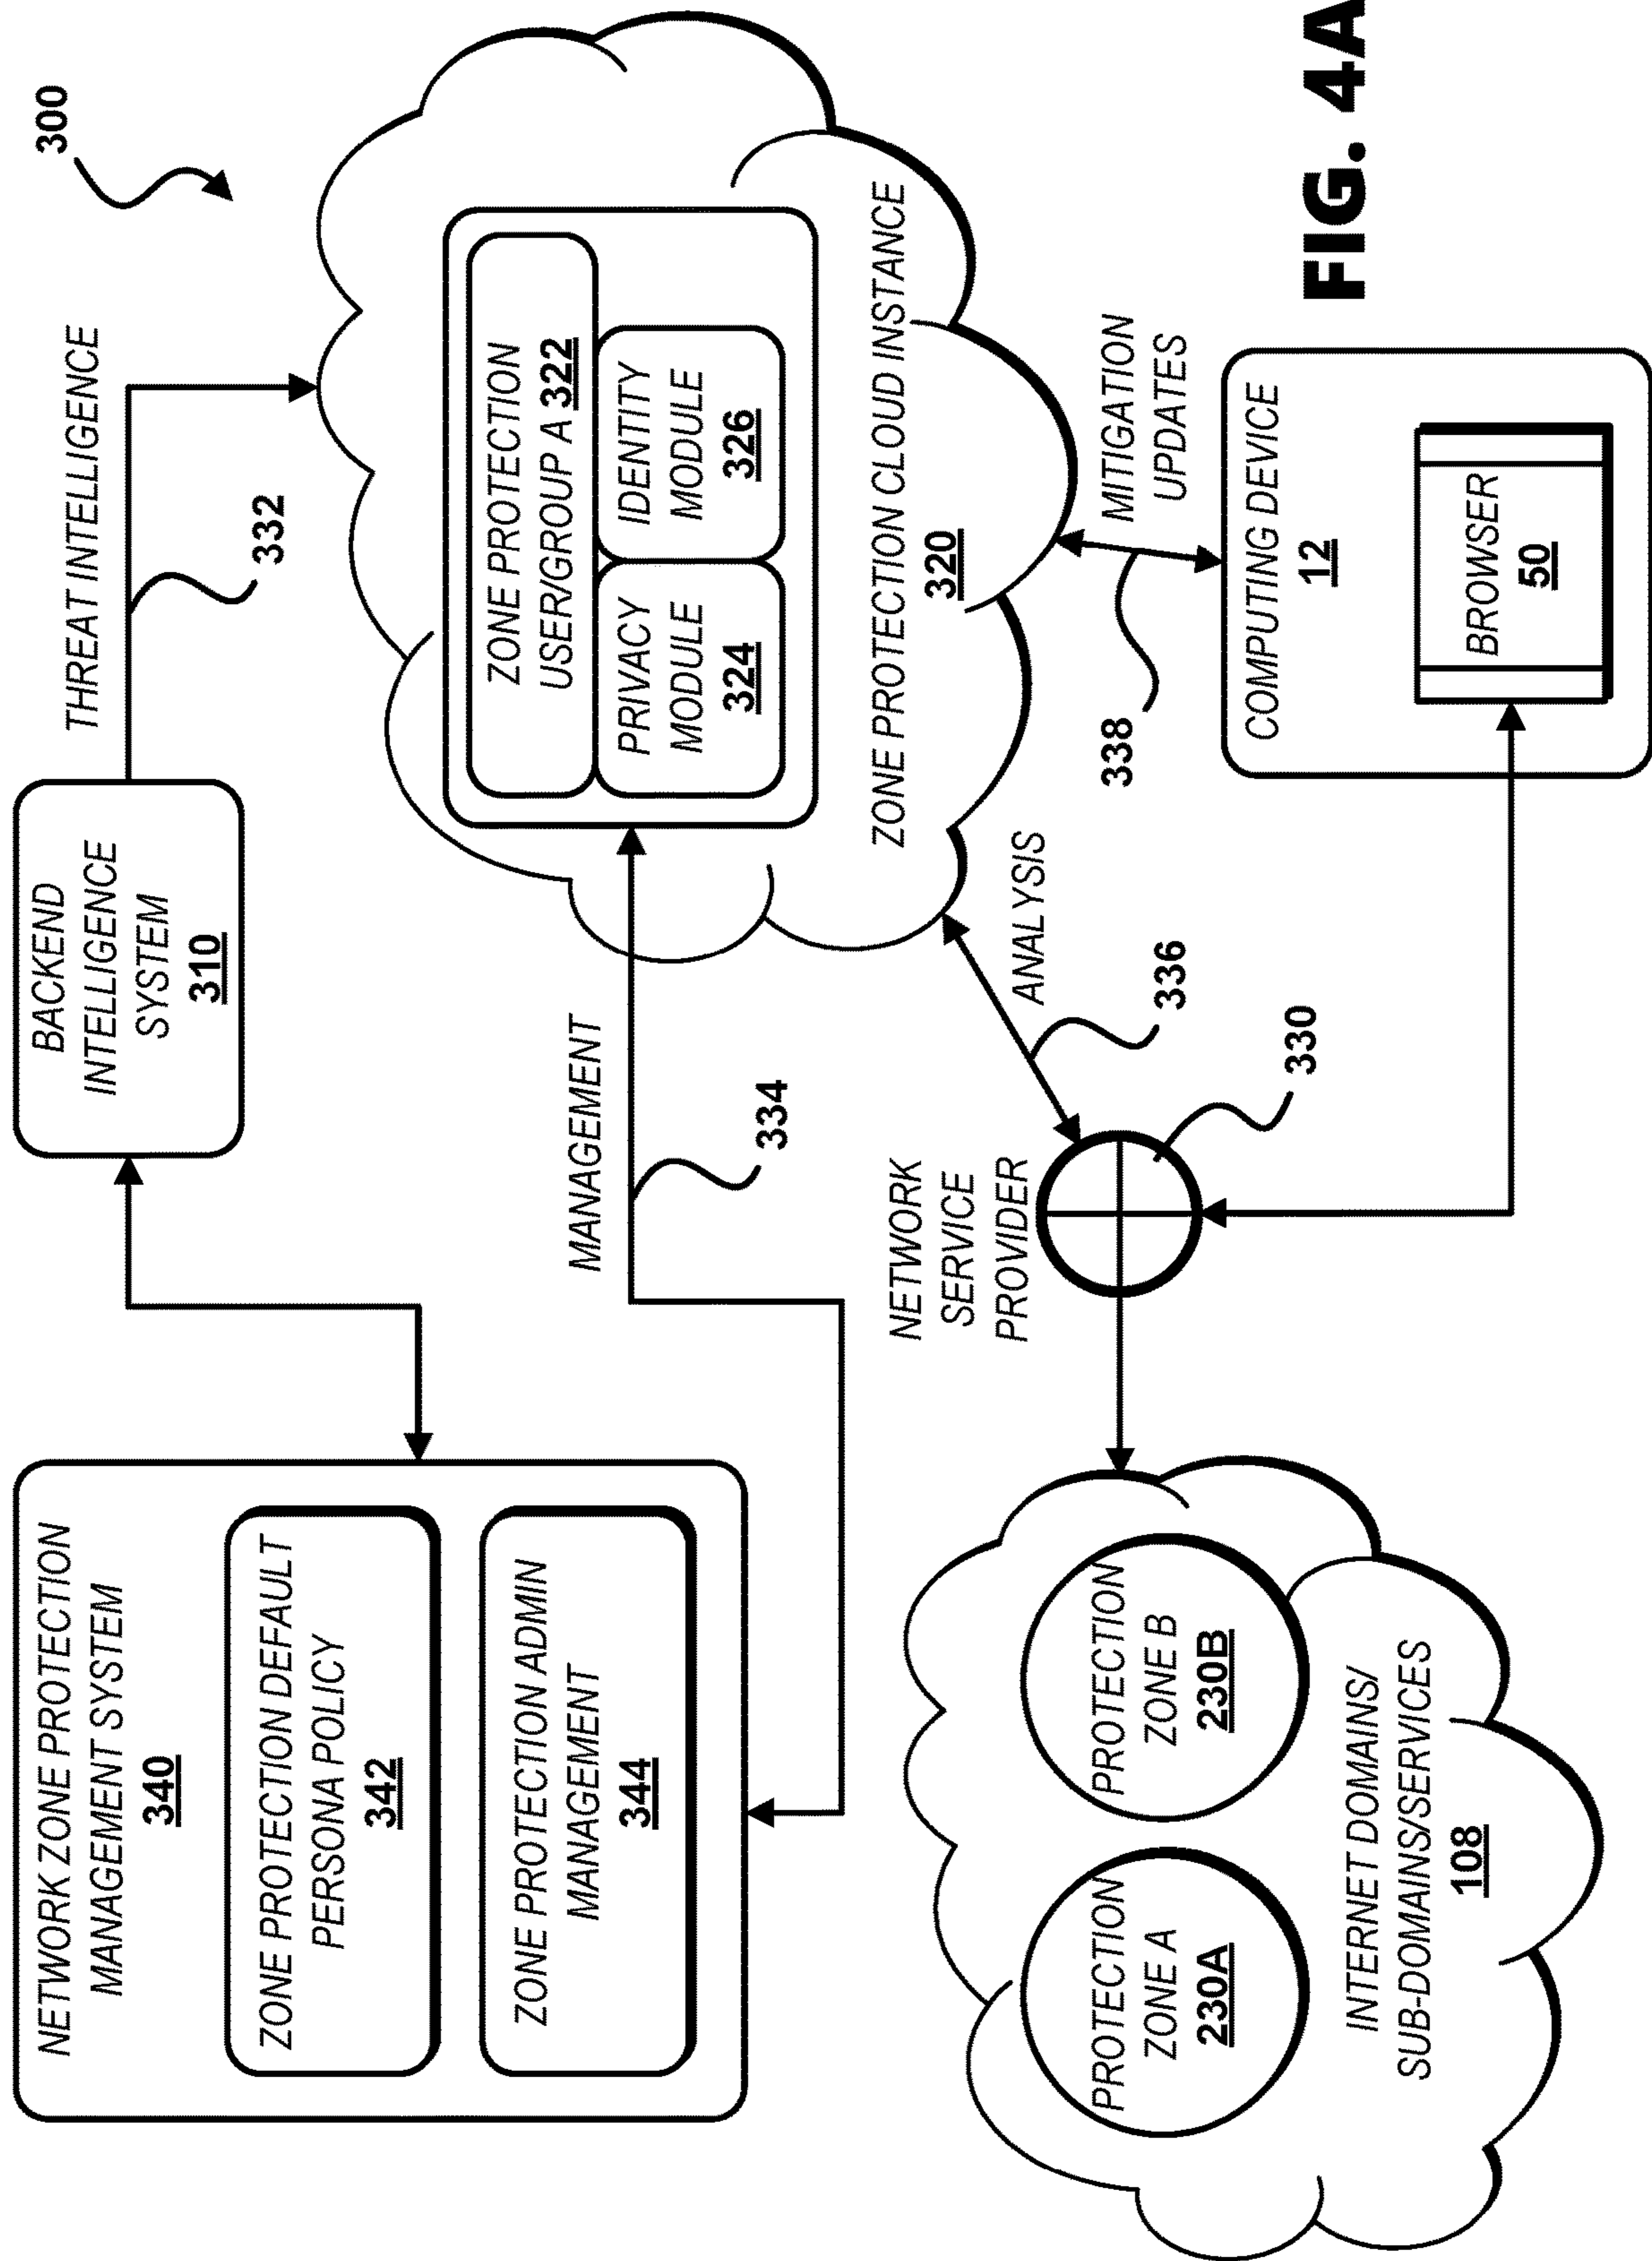 300
NETWORK ZONE PROTECTION
MANAGEMENT SYSTEM
340
ZONE PROTECTION DEFAULT
PERSONA POLICY
342
ZONE PROTECTION ADMIN
MANAGEMENT
344
BACKEND
INTELLIGENCE
SYSTEM
310
THREAT INTELLIGENCE
332
MANAGEMENT
334
ZONE PROTECTION
USER/GROUP A 322
PRIVACY
MODULE
324
IDENTITY
MODULE
326
ZONE PROTECTION CLOUD INSTANCE
320
NETWORK
SERVICE
PROVIDER
ANALYSIS
336
330
338
MITIGATION
UPDATES
PROTECTION
ZONE A
230A
PROTECTION
ZONE B
230B
INTERNET DOMAINS/
SUB-DOMAINS/SERVICES
108
COMPUTING DEVICE
12
BROWSER
50
FIG. 4A